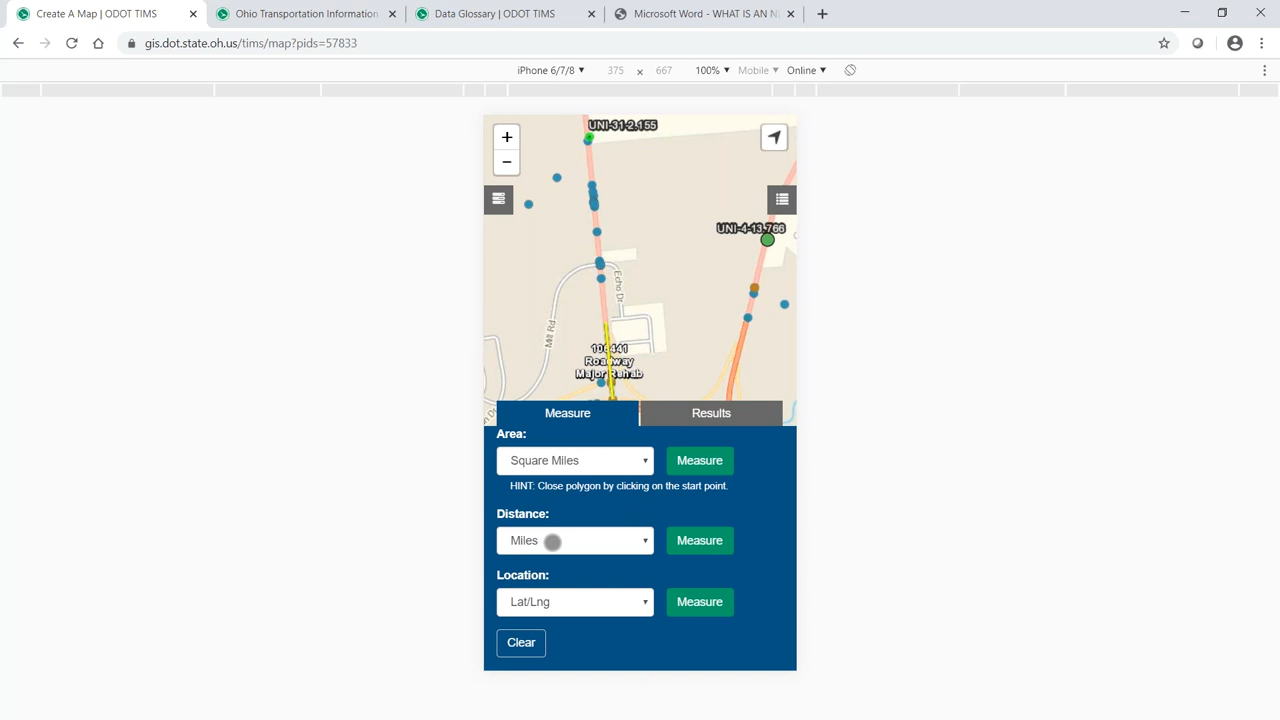 Create A Map | ODOT TIMS
Ohio Transportation Information
Data Glossary | ODOT TIMS
Microsoft Word - WHAT IS AN N
gis.dot.state.oh.us/tims/map?pids=57833
iPhone 6/7/8 ▼ 375 × 667 100% ▼ Mobile ▼ Online ▼
UNI-31-2.155
+
−
UNI-4-13.766
Echo Dr
Mill Rd
Roadway
Major Rehab
Measure Results
Area:
Square Miles Measure
HINT: Close polygon by clicking on the start point.
Distance:
Miles Measure
Location:
Lat/Lng Measure
Clear